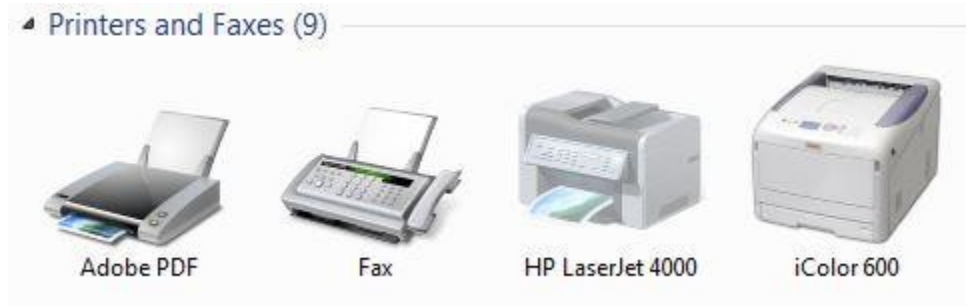 Printers and Faxes (9)
Adobe PDF
Fax
HP LaserJet 4000
iColor 600